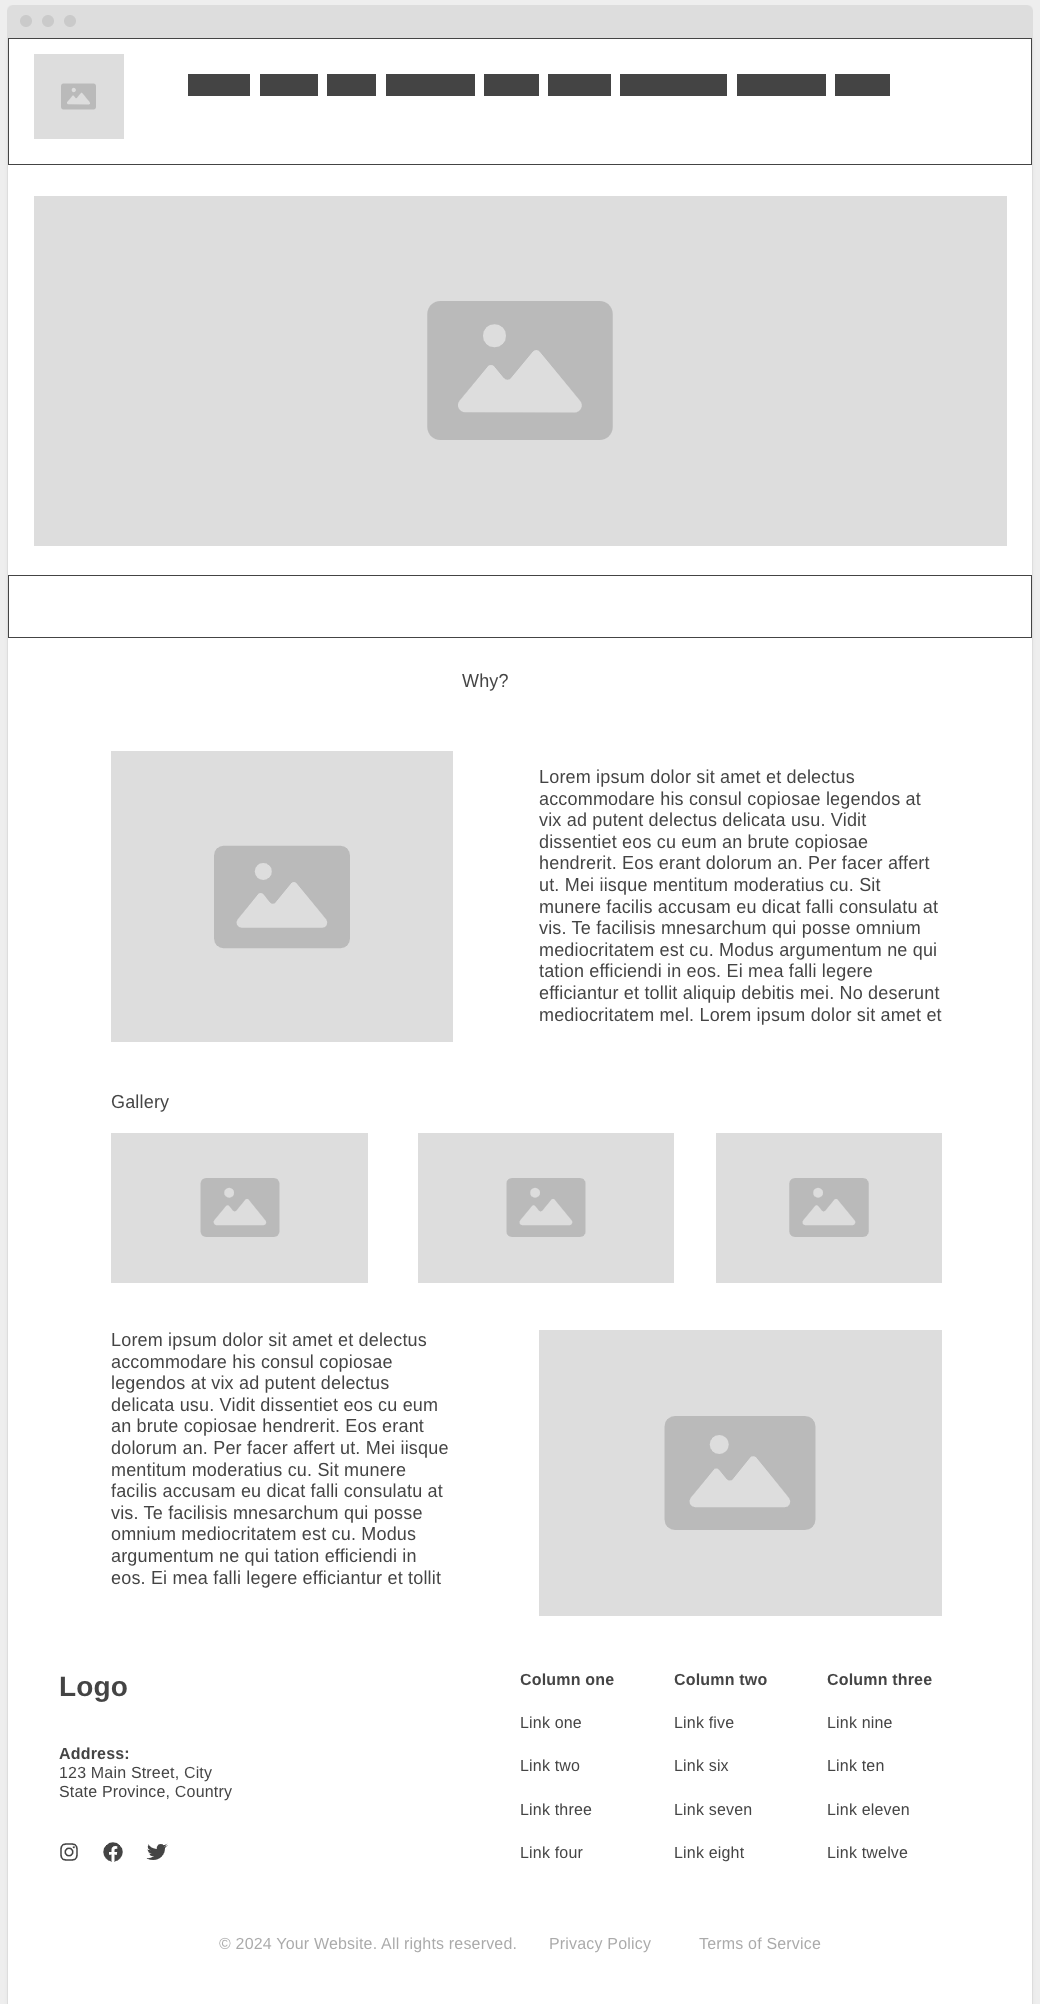 Why?
Lorem ipsum dolor sit amet et delectus
accommodare his consul copiosae legendos at
vix ad putent delectus delicata usu. Vidit
dissentiet eos cu eum an brute copiosae
hendrerit. Eos erant dolorum an. Per facer affert
ut. Mei iisque mentitum moderatius cu. Sit
munere facilis accusam eu dicat falli consulatu at
vis. Te facilisis mnesarchum qui posse omnium
mediocritatem est cu. Modus argumentum ne qui
tation efficiendi in eos. Ei mea falli legere
efficiantur et tollit aliquip debitis mei. No deserunt
mediocritatem mel. Lorem ipsum dolor sit amet et
Gallery
Lorem ipsum dolor sit amet et delectus
accommodare his consul copiosae
legendos at vix ad putent delectus
delicata usu. Vidit dissentiet eos cu eum
an brute copiosae hendrerit. Eos erant
dolorum an. Per facer affert ut. Mei iisque
mentitum moderatius cu. Sit munere
facilis accusam eu dicat falli consulatu at
vis. Te facilisis mnesarchum qui posse
omnium mediocritatem est cu. Modus
argumentum ne qui tation efficiendi in
eos. Ei mea falli legere efficiantur et tollit
Logo
Address:
123 Main Street, City
State Province, Country
Column one
Link one
Link two
Link three
Link four
Column two
Link five
Link six
Link seven
Link eight
Column three
Link nine
Link ten
Link eleven
Link twelve
© 2024 Your Website. All rights reserved. Privacy Policy Terms of Service